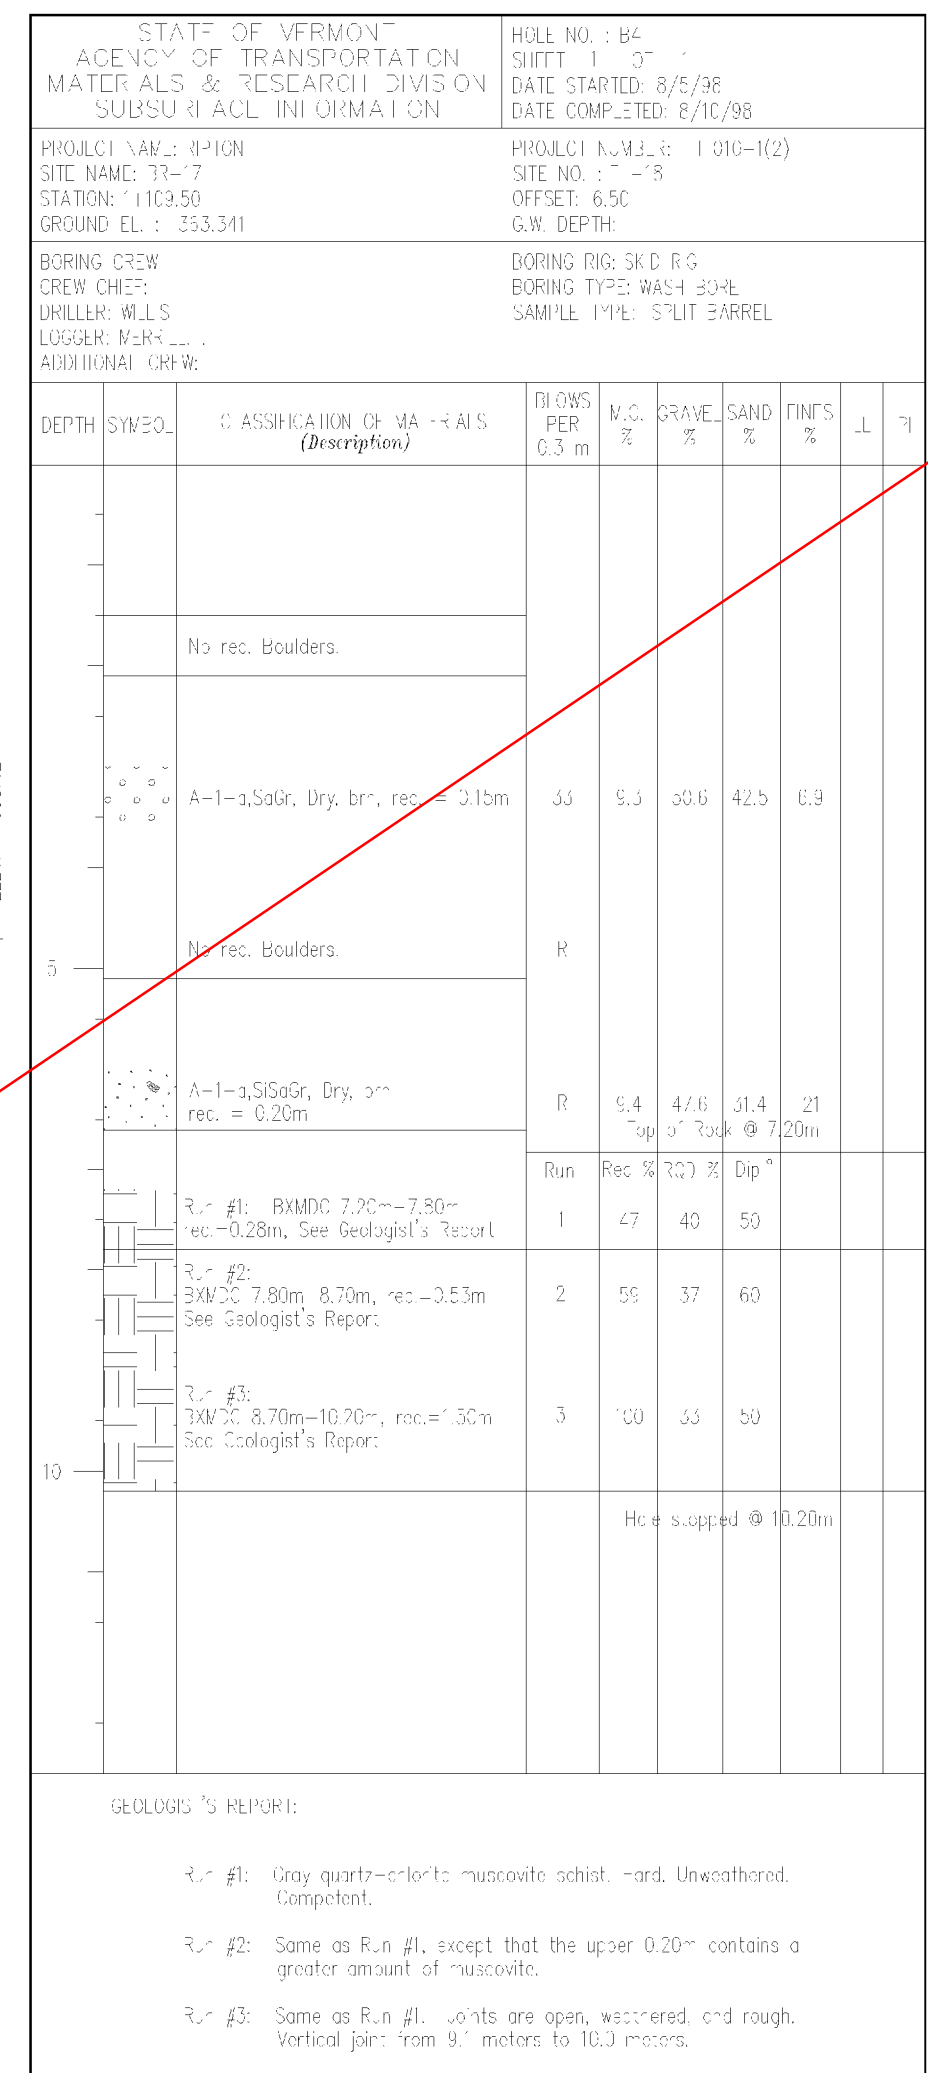 STATE OF VERMONT
AGENCY OF TRANSPORTATION
MATERIALS & RESEARCH DIVISION
SUBSURFACE INFORMATION
HOLE NO. : B4
SHEET 1 OF 1
DATE STARTED: 8/5/98
DATE COMPLETED: 8/10/98
PROJECT NAME: RIPTON
SITE NAME: BR-17
STATION: 1+109.50
GROUND EL. : 363.341
PROJECT NUMBER: 010-1(2)
SITE NO. : -18
OFFSET: 6.50
G.W. DEPTH:
BORING CREW
CREW CHIEF:
DRILLER: WILLIS
LOGGER:
ADDITIONAL CREW:
BORING RIG: SKID RIG
BORING TYPE: WASH BORE
SAMPLE TYPE: SPLIT BARREL
DEPTH SYMBOL CLASSIFICATION OF MATERIALS (Description) BLOWS PER 0.3 m M.C. % GRAVEL % SAND % FINES % LL PI
No rec. Boulders.
A-1-a,SaGr, Dry, brn, rec. = 0.15m 33 9.3 50.6 42.5 6.9
No rec. Boulders. R
5
A-1-a,SiSaGr, Dry, brn
rec. = 0.20m R 9.4 47.6 31.4 21
Top of Rock @ 7.20m
Run Rec % RQD % Dip °
Run #1: BXMDC 7.20m-7.80m
rec.=0.28m, See Geologist's Report 1 47 40 50
Run #2:
BXMDC 7.80m 8.70m, rec.=0.53m 2 59 37 60
See Geologist's Report
Run #3:
BXMDC 8.70m-10.20m, rec.=1.50m 3 100 33 50
See Geologist's Report
10
Hole stopped @ 10.20m
GEOLOGIST'S REPORT:
Run #1: Gray quartz-chlorite muscovite schist. Hard. Unweathered.
Competent.
Run #2: Same as Run #1, except that the upper 0.20m contains a
greater amount of muscovite.
Run #3: Same as Run #1. Joints are open, weathered, and rough.
Vertical joint from 9.1 meters to 10.0 meters.